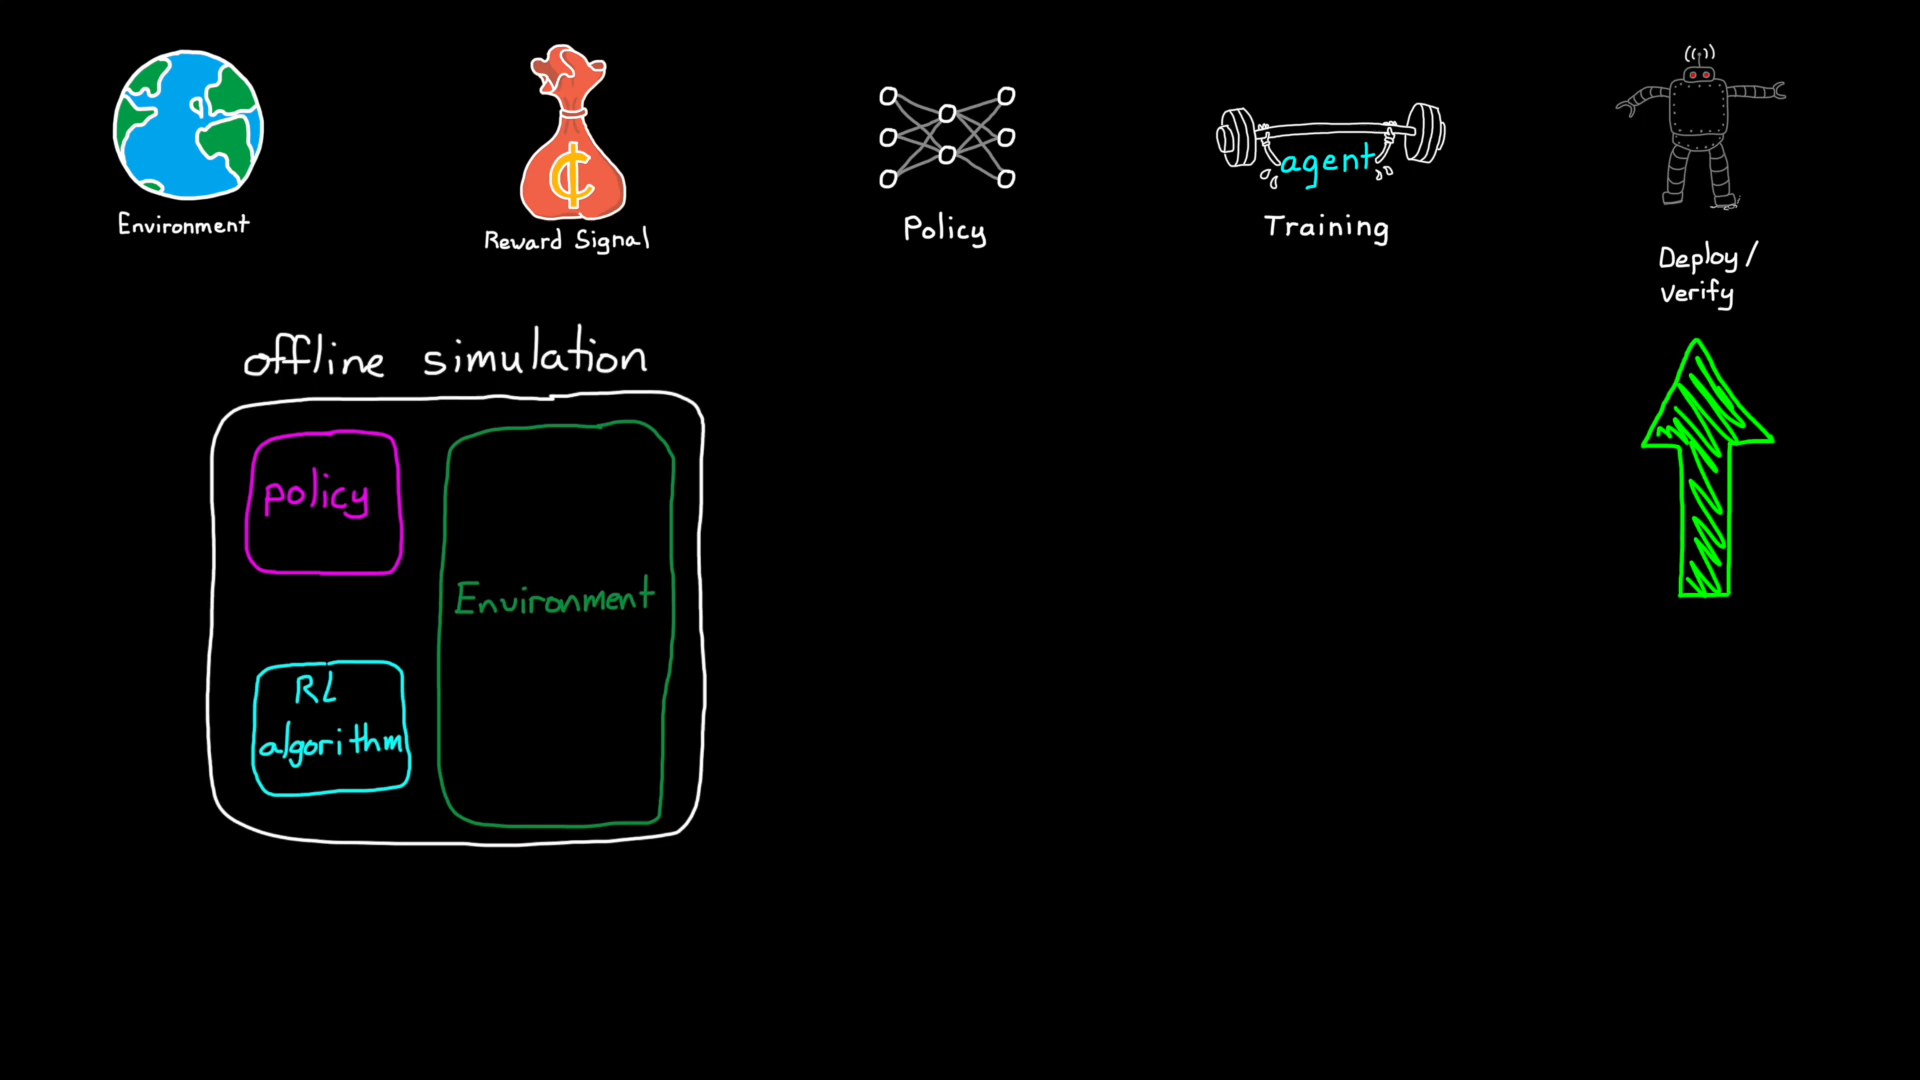 Environment
Reward Signal
Policy
agent
Training
Deploy/
Verify
offline simulation
policy
Environment
RL
algorithm